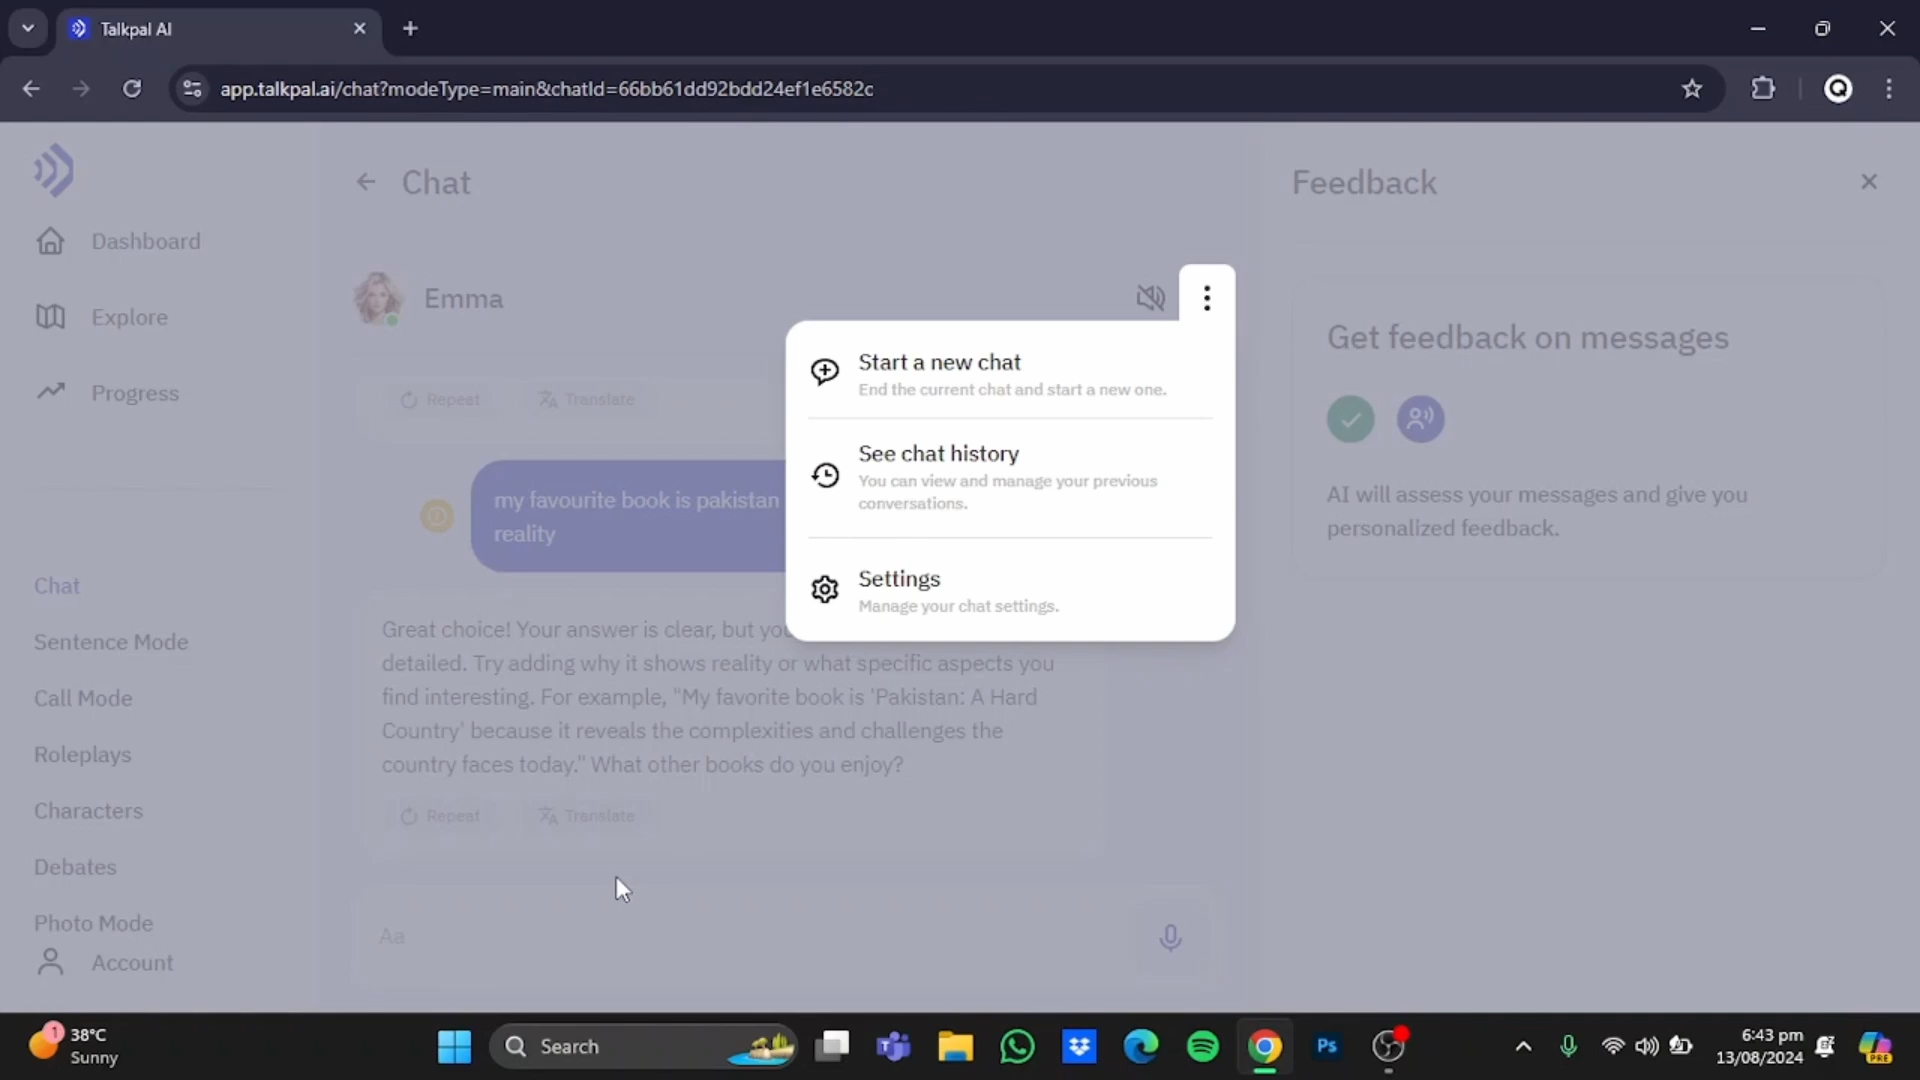 Talkpal AI
app.talkpal.ai/chat?modeType=main&chatId=66bb61dd92bdd24ef1e6582c
Dashboard
Explore
Progress
Chat
Sentence Mode
Call Mode
Roleplays
Characters
Debates
Photo Mode
Account
Chat
Emma
Repeat
Translate
my favourite book is pakistan
reality
Great choice! Your answer is clear, but
detailed. Try adding why it shows reality or what specific aspects you
find interesting. For example, "My favorite book is 'Pakistan: A Hard
Country' because it reveals the complexities and challenges the
country faces today." What other books do you enjoy?
Repeat
Translate
Aa
Start a new chat
End the current chat and start a new one.
See chat history
You can view and manage your previous
conversations.
Settings
Manage your chat settings.
Feedback
Get feedback on messages
AI will assess your messages and give you
personalized feedback.
1
38°C
Sunny
Search
Ps
PRE
6:43 pm
13/08/2024